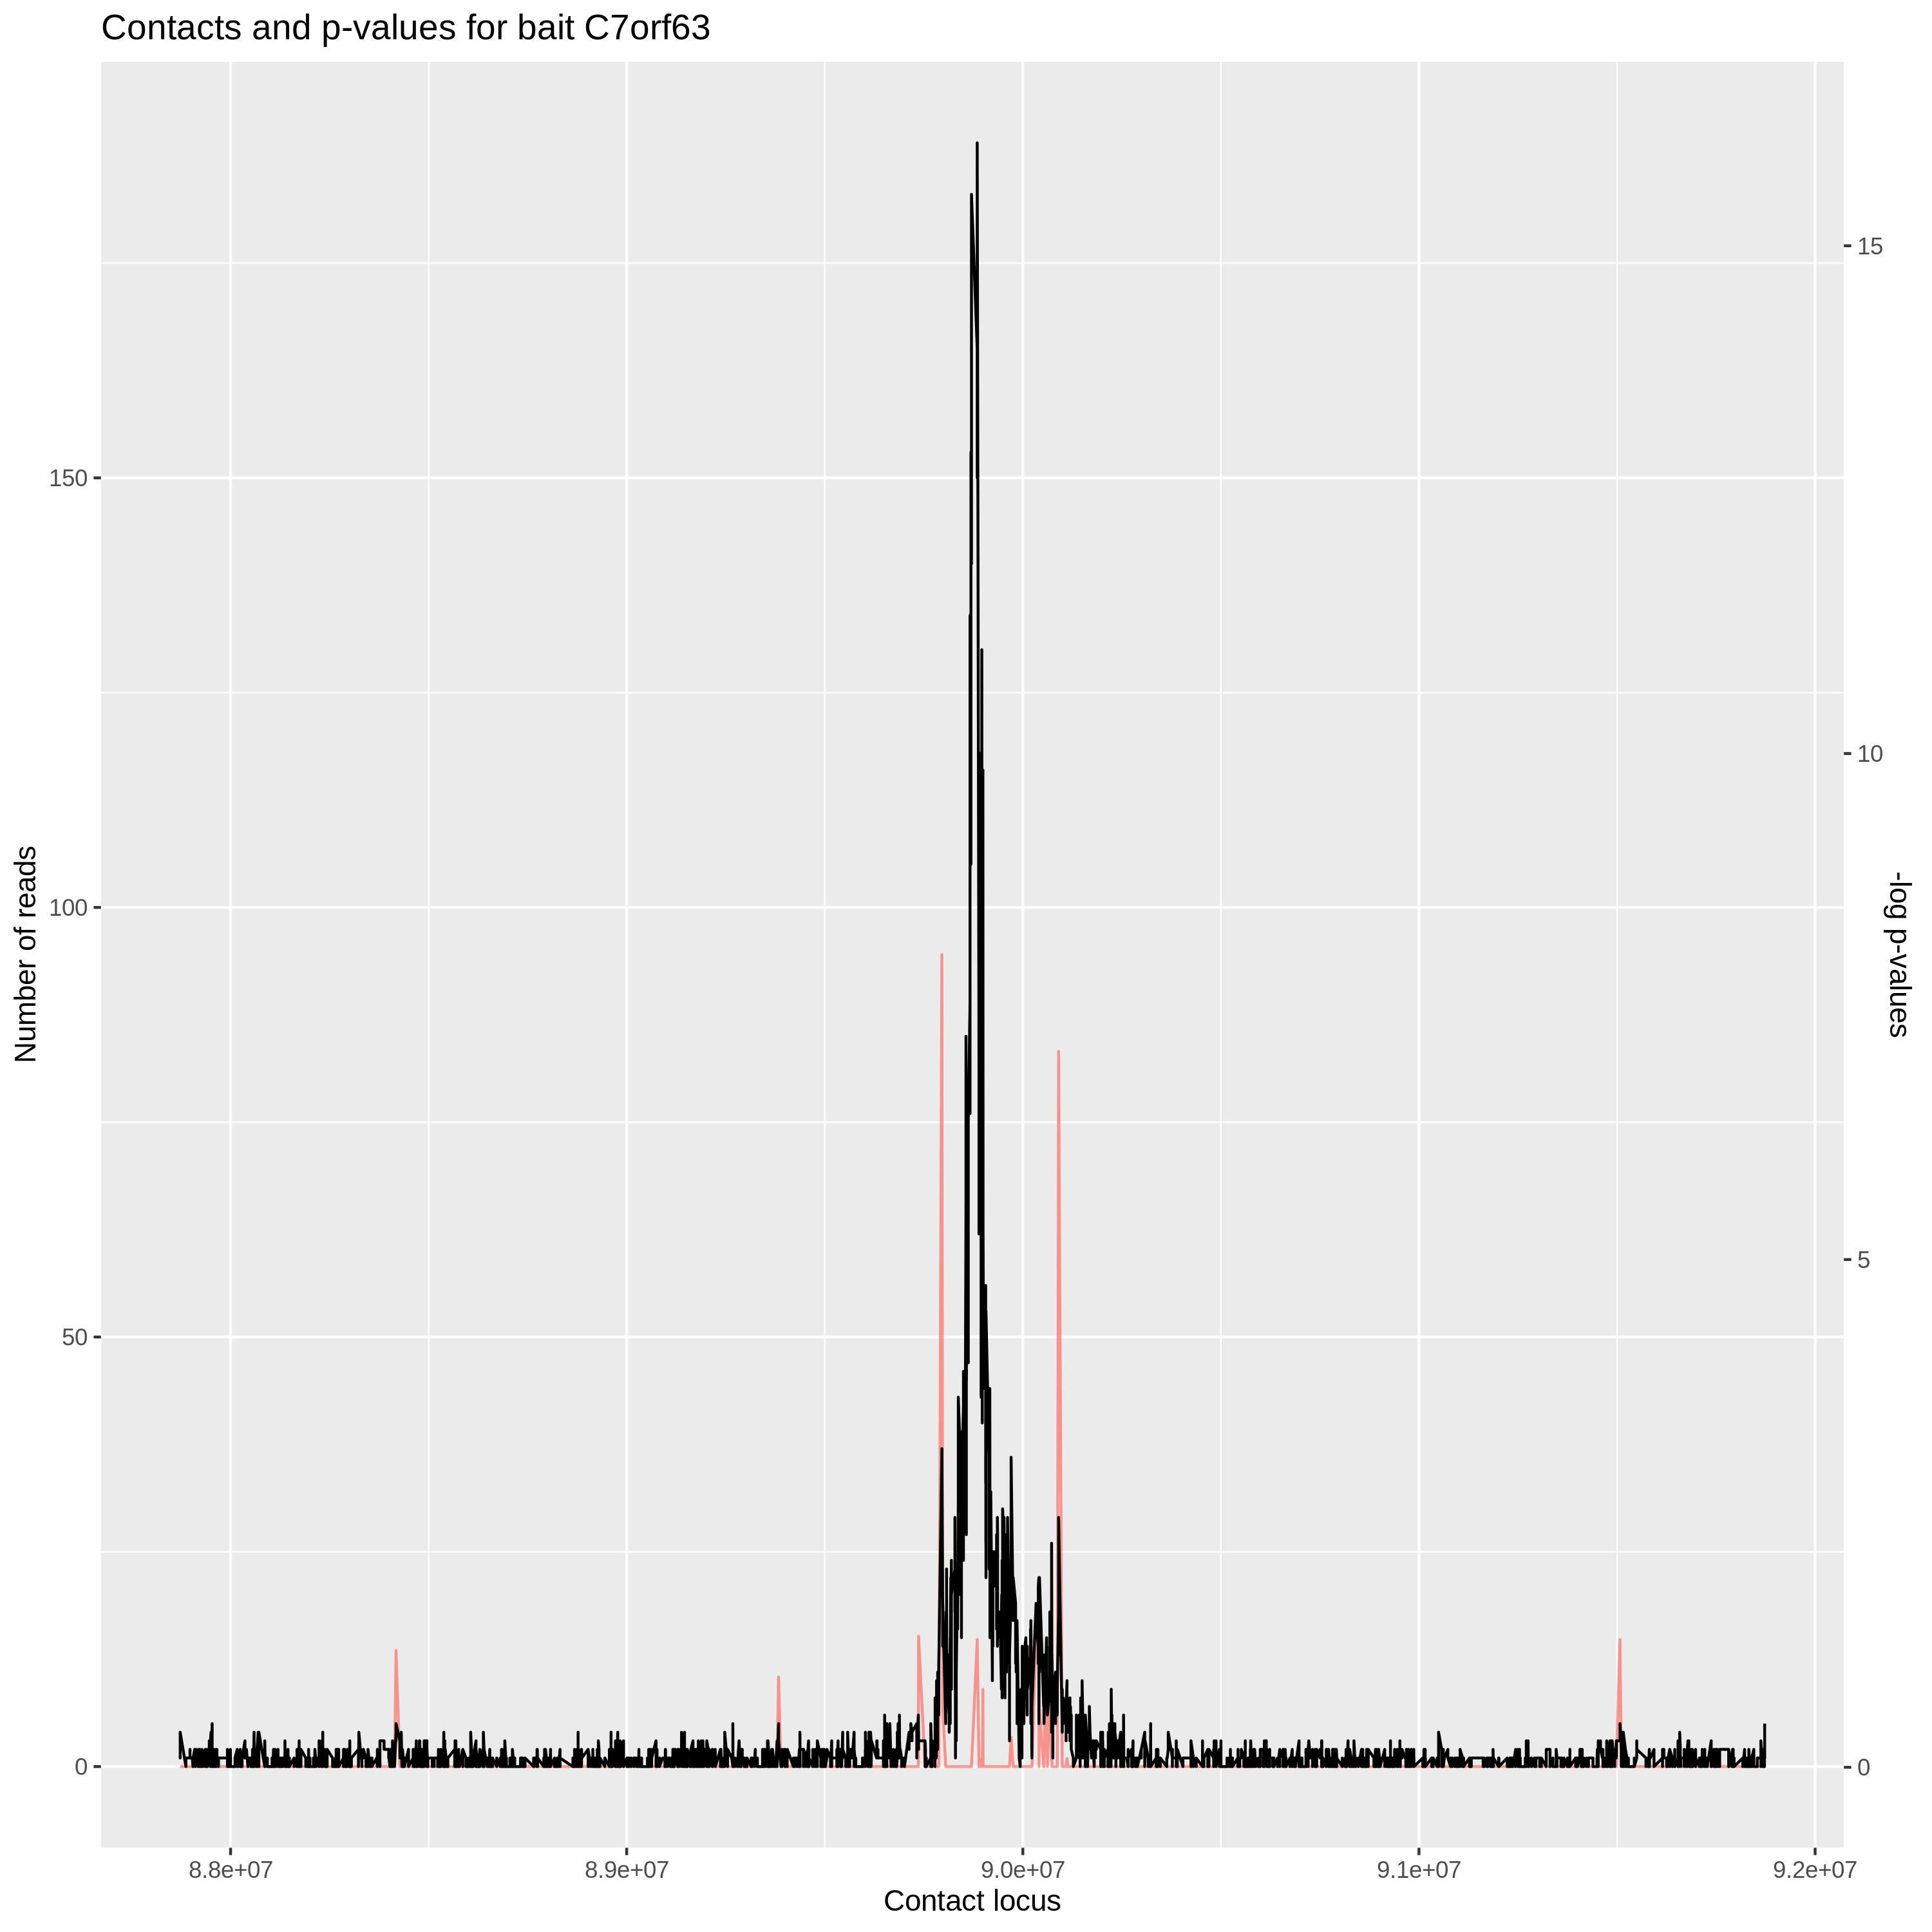 Contacts and p-values for bait C7orf63
Number of reads
150
100
50
0
15
10
5
0
-log p-values
8.8e+07 8.9e+07 9.0e+07 9.1e+07 9.2e+07
Contact locus